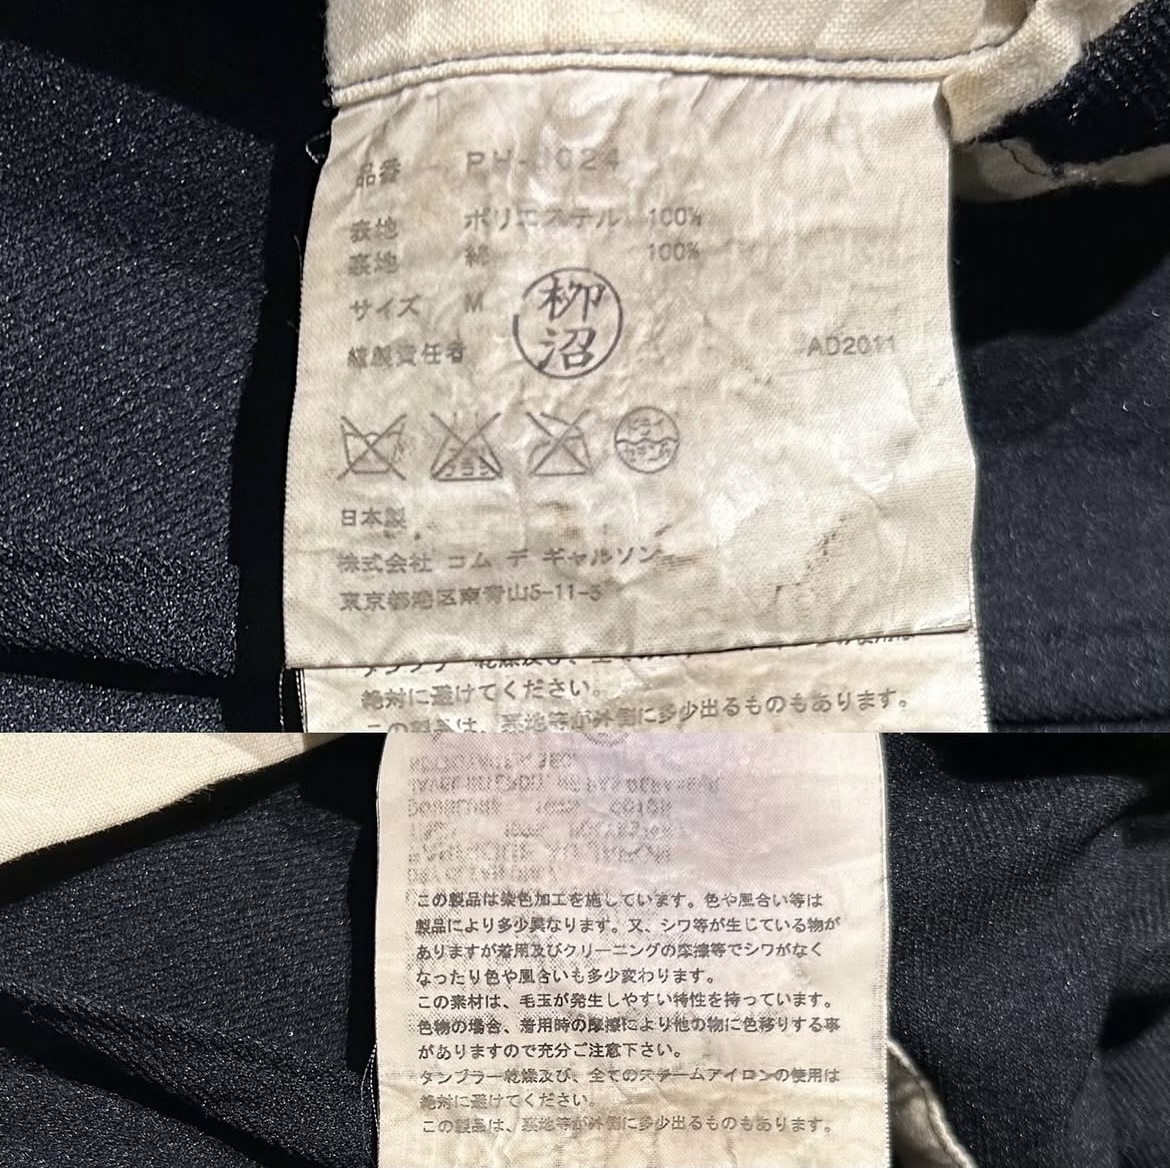 品番 PH-J024
表地 ポリエステル 100%
裏地 綿 100%
サイズ M
柳沼
縫製責任者 AD2011
ドライ
日本製
株式会社 コム デ ギャルソン
東京都港区南青山5-11-5
絶対に避けてください。
この製品は、裏地等が外側に多少出るものもあります。
この製品は染色加工を施しています。色や風合い等は
製品により多少異なります。又、シワ等が生じている物が
ありますが着用及びクリーニングの摩擦等でシワがなく
なったり色や風合いも多少変わります。
この素材は、毛玉が発生しやすい特性を持っています。
色物の場合、着用時の摩擦により他の物に色移りする事
がありますので充分ご注意下さい。
タンブラー乾燥及び、全てのスチームアイロンの使用は
絶対に避けてください。
この製品は、裏地等が外側に多少出るものもあります。